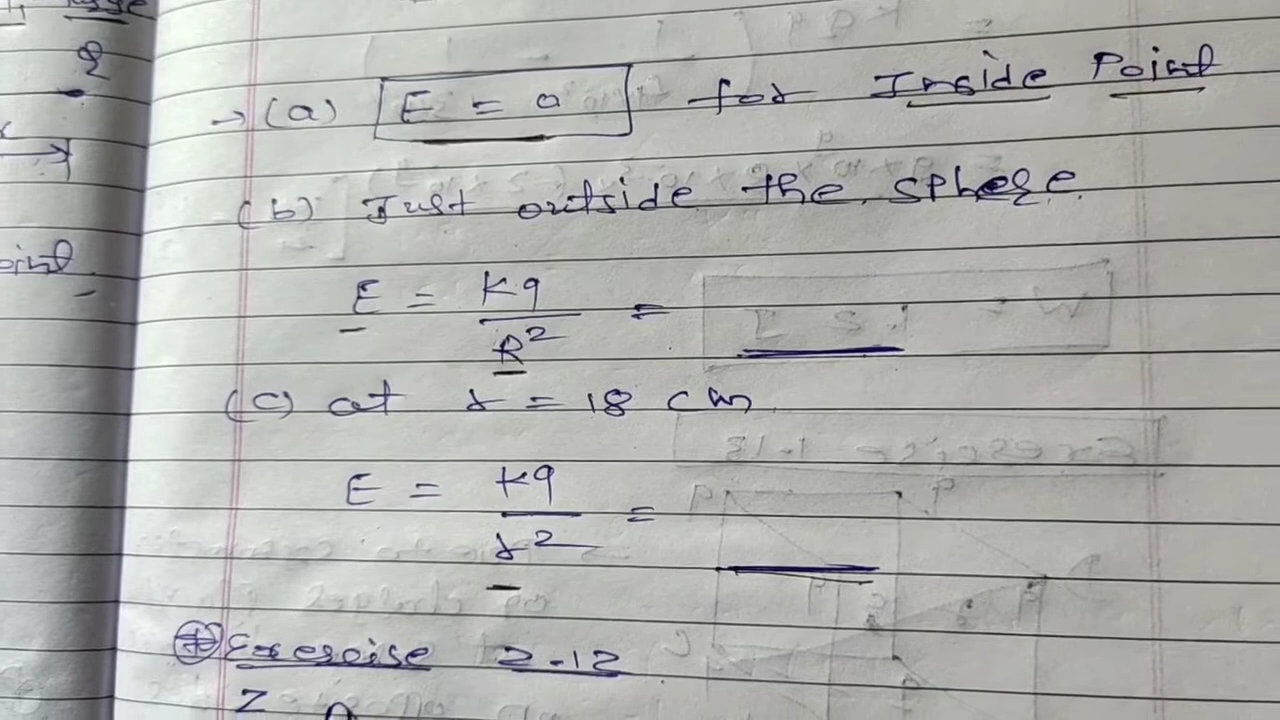 → (a) E = 0 for Inside Point
(b) Just outside the sphere
E = Kq / R² =
(c) at r = 18 cm
E = Kq / r² =
Exercise 2.12